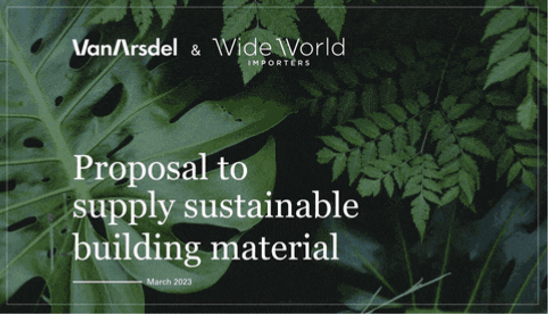 VanArsdel & Wide World
IMPORTERS
Proposal to
supply sustainable
building material
March 2023